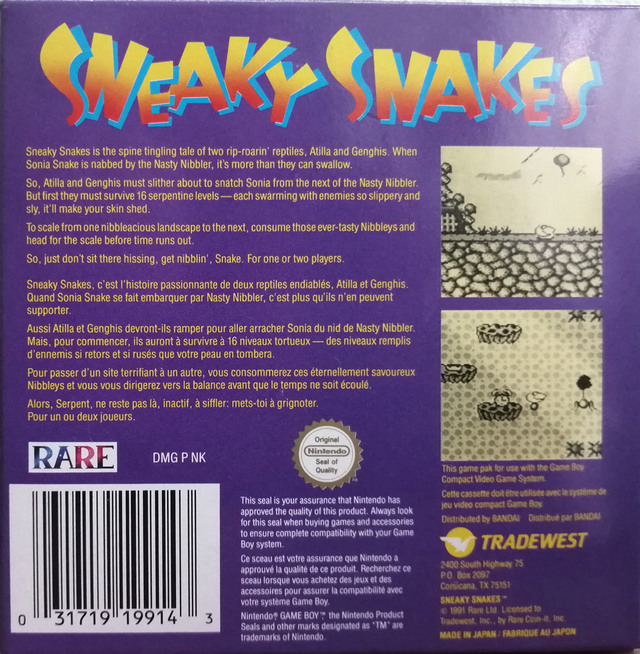 SNEAKY SNAKES
Sneaky Snakes is the spine tingling tale of two rip-roarin' reptiles, Atilla and Genghis. When
Sonia Snake is nabbed by the Nasty Nibbler, it's more than they can swallow.
So, Atilla and Genghis must slither about to snatch Sonia from the next of the Nasty Nibbler.
But first they must survive 16 serpentine levels — each swarming with enemies so slippery and
sly, it'll make your skin shed.
To scale from one nibbleacious landscape to the next, consume those ever-tasty Nibbleys and
head for the scale before time runs out.
So, just don't sit there hissing, get nibblin', Snake. For one or two players.
Sneaky Snakes, c'est l'histoire passionnante de deux reptiles endiablés, Atilla et Genghis.
Quand Sonia Snake se fait embarquer par Nasty Nibbler, c'est plus qu'ils n'en peuvent
supporter.
Aussi Atilla et Genghis devront-ils ramper pour aller arracher Sonia du nid de Nasty Nibbler.
Mais, pour commencer, ils auront à survivre à 16 niveaux tortueux — des niveaux remplis
d'ennemis si retors et si rusés que votre peau en tombera.
Pour passer d'un site terrifiant à un autre, vous consommerez ces éternellement savoureux
Nibbleys et vous vous dirigerez vers la balance avant que le temps ne soit écoulé.
Alors, Serpent, ne reste pas là, inactif, à siffler: mets-toi à grignoter.
Pour un ou deux joueurs.
RARE
DMG P NK
Original
Nintendo
Seal of
Quality
0 31719 19914 3
This seal is your assurance that Nintendo has
approved the quality of this product. Always look
for this seal when buying games and accessories
to ensure complete compatibility with your Game
Boy system.
Ce sceau est votre assurance que Nintendo a
approuvé la qualité de ce produit. Recherchez ce
sceau lorsque vous achetez des jeux et des
accessoires pour assurer la compatibilité avec
votre système Game Boy.
Nintendo® GAME BOY™ the Nintendo Product
Seals and other marks designated as "TM" are
trademarks of Nintendo.
This game pak for use with the Game Boy
Compact Video Game System.
Cette cassette doit être utilisée avec le système de
jeu video compact Game Boy.
Distributed by BANDAI Distribué par BANDAI
TRADEWEST
2400 South Highway 75
P.O. Box 2097
Corsicana, TX 75151
SNEAKY SNAKES™
© 1991 Rare Ltd. Licensed to
Tradewest, Inc., by Rare Coin-it, Inc.
MADE IN JAPAN / FABRIQUE AU JAPON